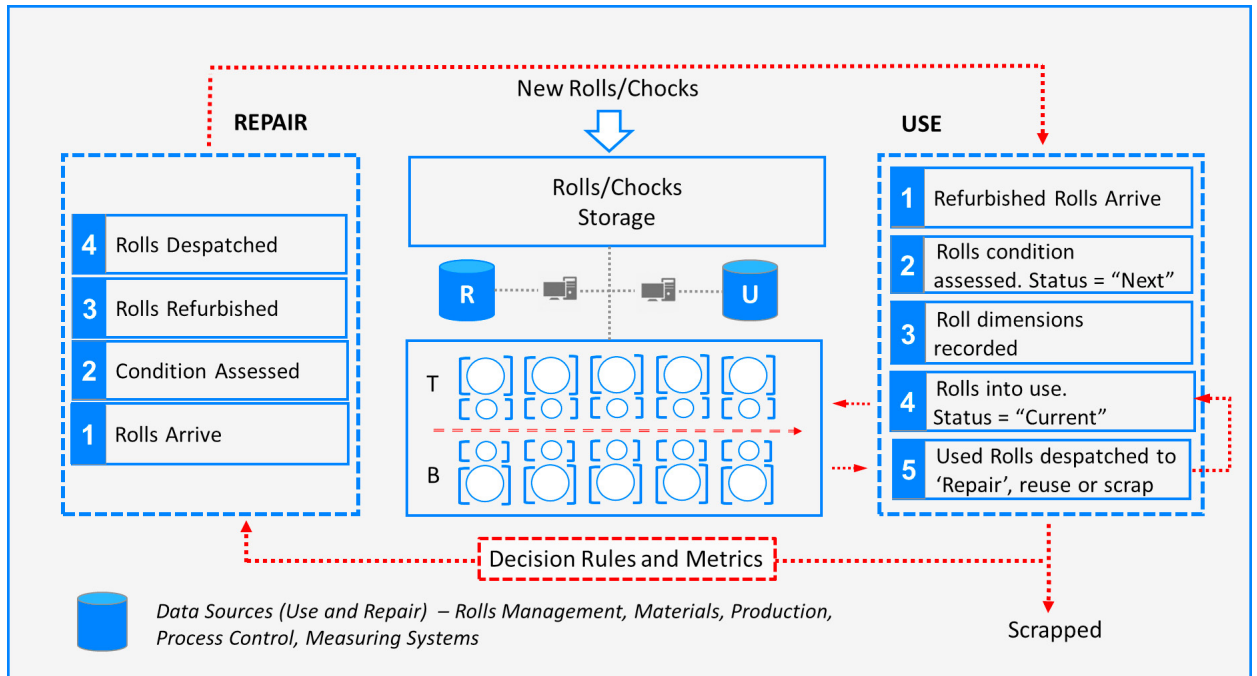 New Rolls/Chocks
REPAIR
USE
4 Rolls Despatched
3 Rolls Refurbished
2 Condition Assessed
1 Rolls Arrive
Rolls/Chocks
Storage
R
U
T
B
1 Refurbished Rolls Arrive
2 Rolls condition
assessed. Status = “Next”
3 Roll dimensions
recorded
4 Rolls into use.
Status = “Current”
5 Used Rolls despatched to
‘Repair’, reuse or scrap
Decision Rules and Metrics
Scrapped
Data Sources (Use and Repair) – Rolls Management, Materials, Production,
Process Control, Measuring Systems